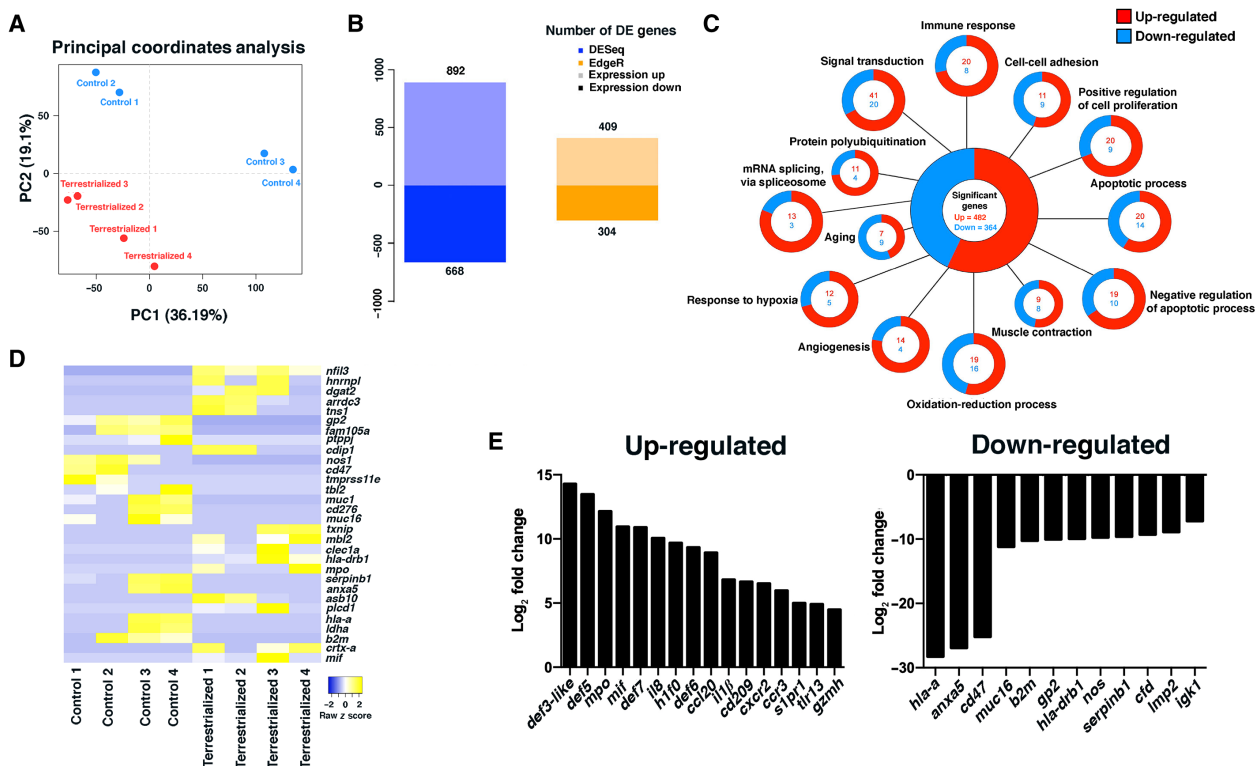 A
Principal coordinates analysis
PC2 (19.1%)
50
0
−50
Control 2
Control 1
Control 3
Control 4
Terrestrialized 3
Terrestrialized 2
Terrestrialized 1
Terrestrialized 4
−50
0
50
100
PC1 (36.19%)
B
Number of DE genes
DESeq
EdgeR
Expression up
Expression down
1000
500
0
−500
−1000
892
668
409
304
C
Up-regulated
Down-regulated
Immune response
20
8
Cell-cell adhesion
11
9
Positive regulation
of cell proliferation
20
9
Apoptotic process
20
14
Negative regulation
of apoptotic process
19
10
Muscle contraction
9
8
Oxidation-reduction process
19
16
Angiogenesis
14
4
Response to hypoxia
12
5
Aging
7
9
mRNA splicing,
via spliceosome
13
3
Protein polyubiquitination
11
4
Signal transduction
41
20
Significant
genes
Up = 482
Down = 364
D
nfil3
hnrnpl
dgat2
arrdc3
tns1
gp2
fam105a
ptppj
cdip1
nos1
cd47
tmprss11e
tbl2
muc1
cd276
muc16
txnip
mbl2
clec1a
hla-drb1
mpo
serpinb1
anxa5
asb10
plcd1
hla-a
ldha
b2m
crtx-a
mif
Control 1
Control 2
Control 3
Control 4
Terrestrialized 1
Terrestrialized 2
Terrestrialized 3
Terrestrialized 4
−2 0 2
Raw z score
E
Up-regulated
Log2 fold change
15
10
5
0
def3-like
def5
mpo
mif
def7
il8
h1f0
def6
ccl20
il1β
cd209
cxcr2
ccr3
s1pr1
tlr13
gzmh
Down-regulated
Log2 fold change
0
−10
−20
−30
hla-a
anxa5
cd47
muc16
b2m
gp2
hla-drb1
nos
serpinb1
cfd
lmp2
igk1